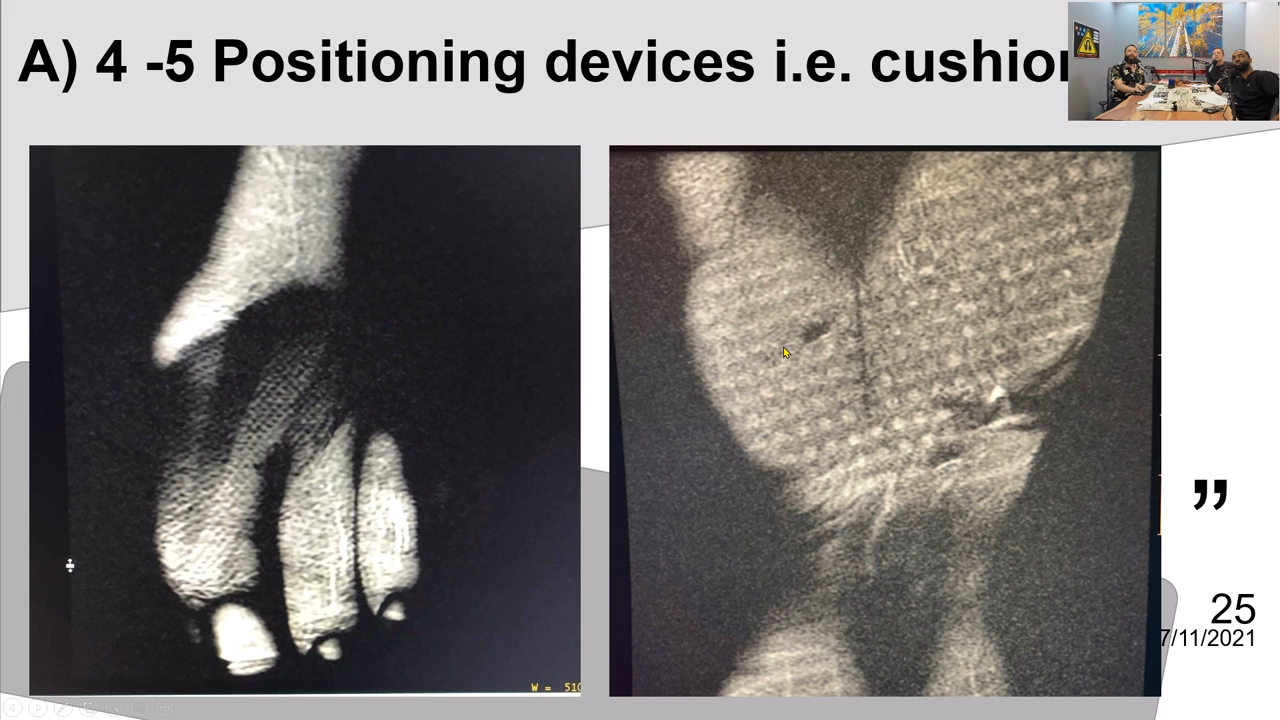 A) 4 -5 Positioning devices i.e. cushion
”
25
7/11/2021
W = 510